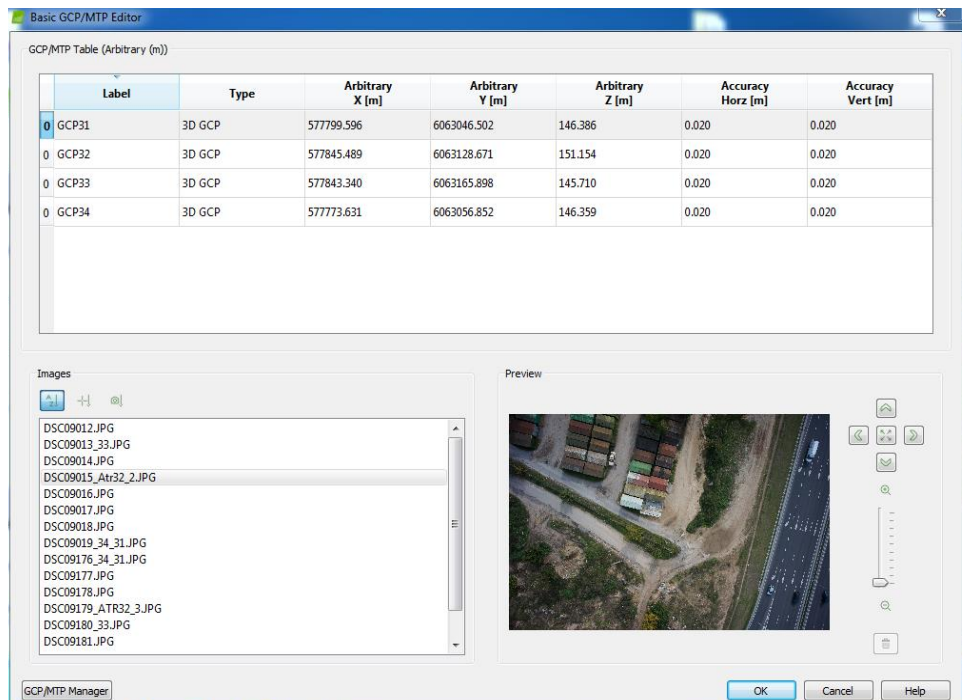 Basic GCP/MTP Editor
x
GCP/MTP Table (Arbitrary (m))
Label Type Arbitrary X [m] Arbitrary Y [m] Arbitrary Z [m] Accuracy Horz [m] Accuracy Vert [m]
0 GCP31 3D GCP 577799.596 6063046.502 146.386 0.020 0.020
0 GCP32 3D GCP 577845.489 6063128.671 151.154 0.020 0.020
0 GCP33 3D GCP 577843.340 6063165.898 145.710 0.020 0.020
0 GCP34 3D GCP 577773.631 6063056.852 146.359 0.020 0.020
Images
Preview
DSC09012.JPG
DSC09013_33.JPG
DSC09014.JPG
DSC09015_Atr32_2.JPG
DSC09016.JPG
DSC09017.JPG
DSC09018.JPG
DSC09019_34_31.JPG
DSC09176_34_31.JPG
DSC09177.JPG
DSC09178.JPG
DSC09179_ATR32_3.JPG
DSC09180_33.JPG
DSC09181.JPG
GCP/MTP Manager
OK Cancel Help